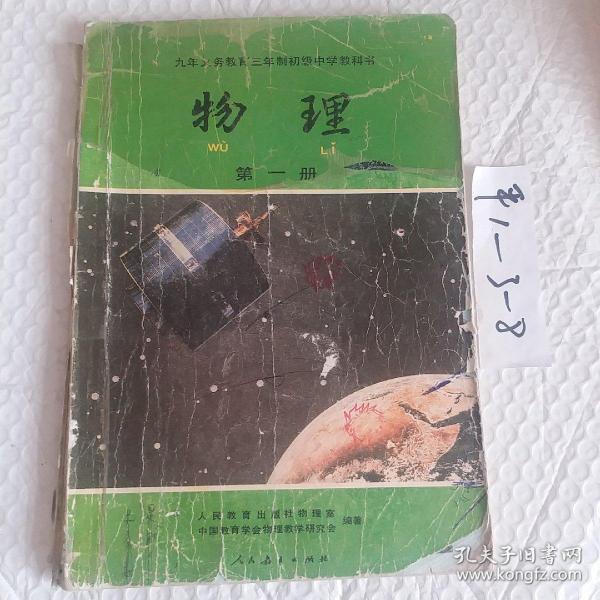 九年义务教育三年制初级中学教科书
物 理
WÙ LǏ
第一册
人民教育出版社物理室
中国教育学会物理教学研究会
编著
人民教育出版社
1-3-8
孔夫子旧书网
www.kongfz.com